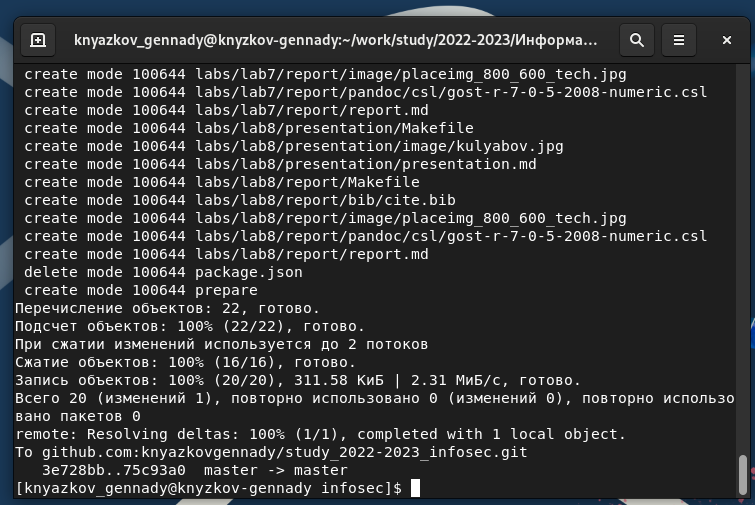 knyazkov_gennady@knyzkov-gennady:~/work/study/2022-2023/Информа...
create mode 100644 labs/lab7/report/image/placeimg_800_600_tech.jpg
create mode 100644 labs/lab7/report/pandoc/csl/gost-r-7-0-5-2008-numeric.csl
create mode 100644 labs/lab7/report/report.md
create mode 100644 labs/lab8/presentation/Makefile
create mode 100644 labs/lab8/presentation/image/kulyabov.jpg
create mode 100644 labs/lab8/presentation/presentation.md
create mode 100644 labs/lab8/report/Makefile
create mode 100644 labs/lab8/report/bib/cite.bib
create mode 100644 labs/lab8/report/image/placeimg_800_600_tech.jpg
create mode 100644 labs/lab8/report/pandoc/csl/gost-r-7-0-5-2008-numeric.csl
create mode 100644 labs/lab8/report/report.md
delete mode 100644 package.json
create mode 100644 prepare
Перечисление объектов: 22, готово.
Подсчет объектов: 100% (22/22), готово.
При сжатии изменений используется до 2 потоков
Сжатие объектов: 100% (16/16), готово.
Запись объектов: 100% (20/20), 311.58 КиБ | 2.31 МиБ/с, готово.
Всего 20 (изменений 1), повторно использовано 0 (изменений 0), повторно использо
вано пакетов 0
remote: Resolving deltas: 100% (1/1), completed with 1 local object.
To github.com:knyazkovgennady/study_2022-2023_infosec.git
3e728bb..75c93a0  master -> master
[knyazkov_gennady@knyzkov-gennady infosec]$